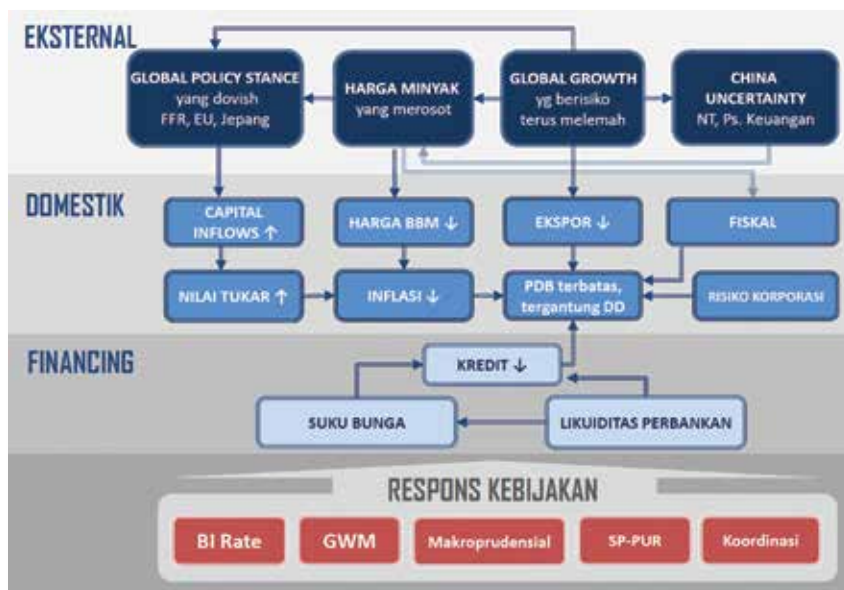 EKSTERNAL
GLOBAL POLICY STANCE
yang dovish
FFR, EU, Jepang
HARGA MINYAK
yang merosot
GLOBAL GROWTH
yg berisiko
terus melemah
CHINA
UNCERTAINTY
NT, Ps. Keuangan
DOMESTIK
CAPITAL
INFLOWS ↑
HARGA BBM ↓
EKSPOR ↓
FISKAL
NILAI TUKAR ↑
INFLASI ↓
PDB terbatas,
tergantung DD
RISIKO KORPORASI
FINANCING
KREDIT ↓
SUKU BUNGA
LIKUIDITAS PERBANKAN
RESPONS KEBIJAKAN
BI Rate
GWM
Makroprudensial
SP-PUR
Koordinasi